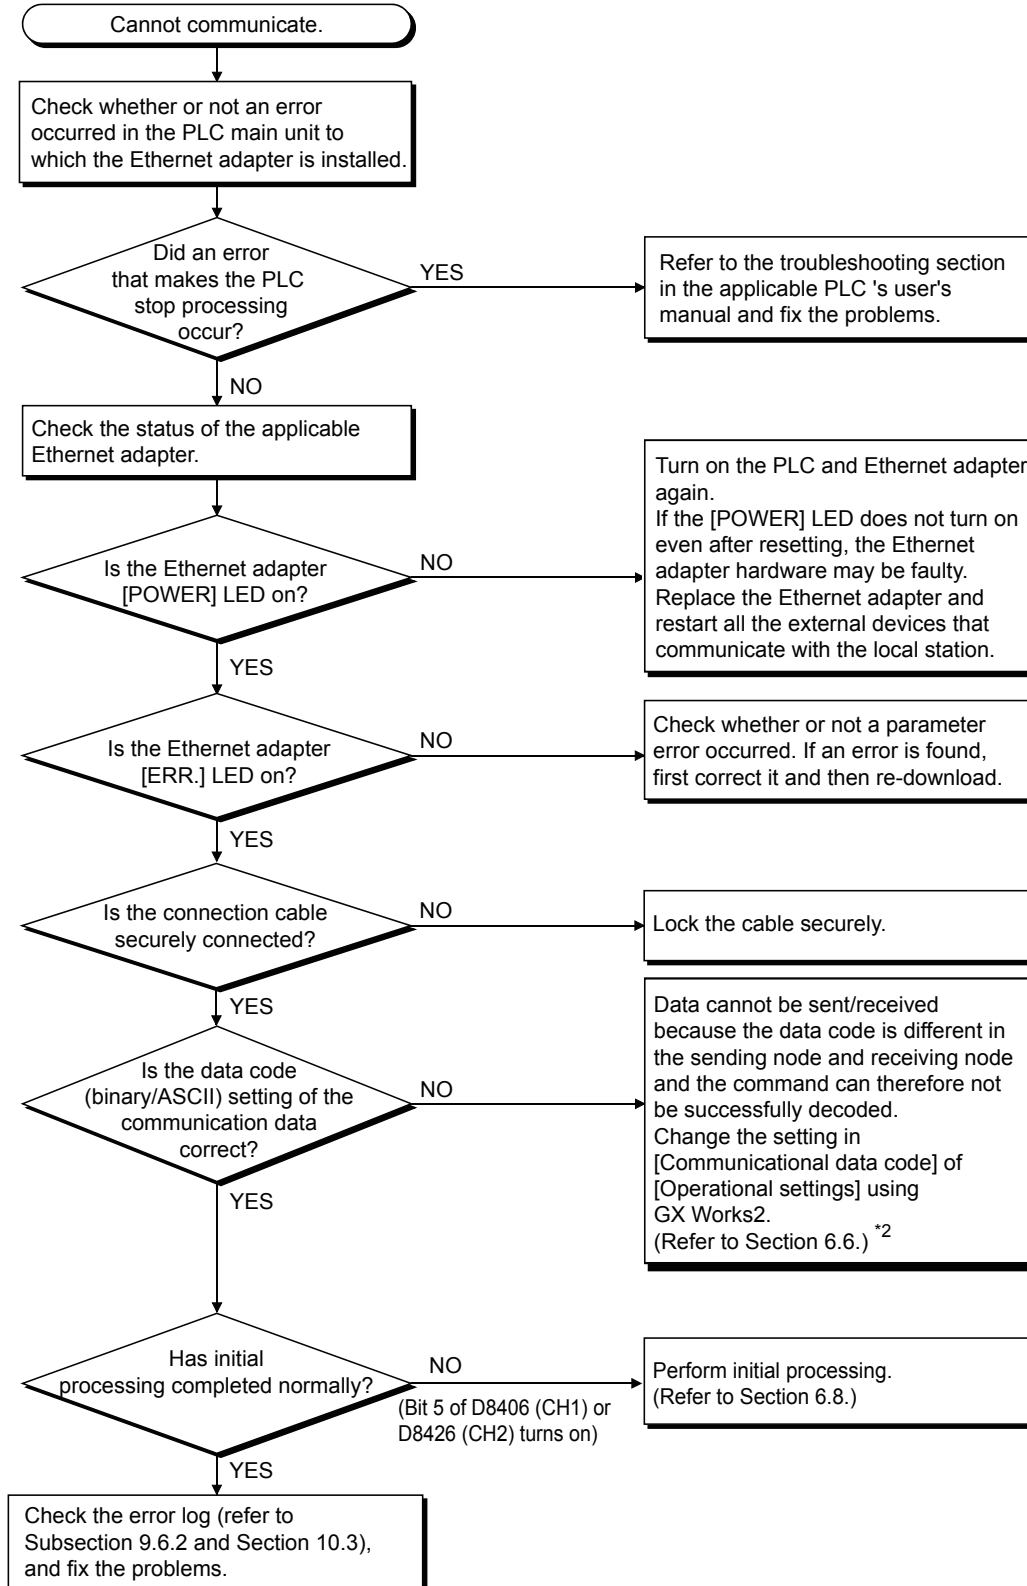 Cannot communicate.
Check whether or not an error
occurred in the PLC main unit to
which the Ethernet adapter is installed.
Did an error
that makes the PLC
stop processing
occur?
YES
Refer to the troubleshooting section
in the applicable PLC 's user's
manual and fix the problems.
NO
Check the status of the applicable
Ethernet adapter.
Is the Ethernet adapter
[POWER] LED on?
NO
Turn on the PLC and Ethernet adapter
again.
If the [POWER] LED does not turn on
even after resetting, the Ethernet
adapter hardware may be faulty.
Replace the Ethernet adapter and
restart all the external devices that
communicate with the local station.
YES
Is the Ethernet adapter
[ERR.] LED on?
NO
Check whether or not a parameter
error occurred. If an error is found,
first correct it and then re-download.
YES
Is the connection cable
securely connected?
NO
Lock the cable securely.
YES
Is the data code
(binary/ASCII) setting of the
communication data
correct?
NO
Data cannot be sent/received
because the data code is different in
the sending node and receiving node
and the command can therefore not
be successfully decoded.
Change the setting in
[Communicational data code] of
[Operational settings] using
GX Works2.
(Refer to Section 6.6.) *2
YES
Has initial
processing completed normally?
NO
(Bit 5 of D8406 (CH1) or
D8426 (CH2) turns on)
Perform initial processing.
(Refer to Section 6.8.)
YES
Check the error log (refer to
Subsection 9.6.2 and Section 10.3),
and fix the problems.